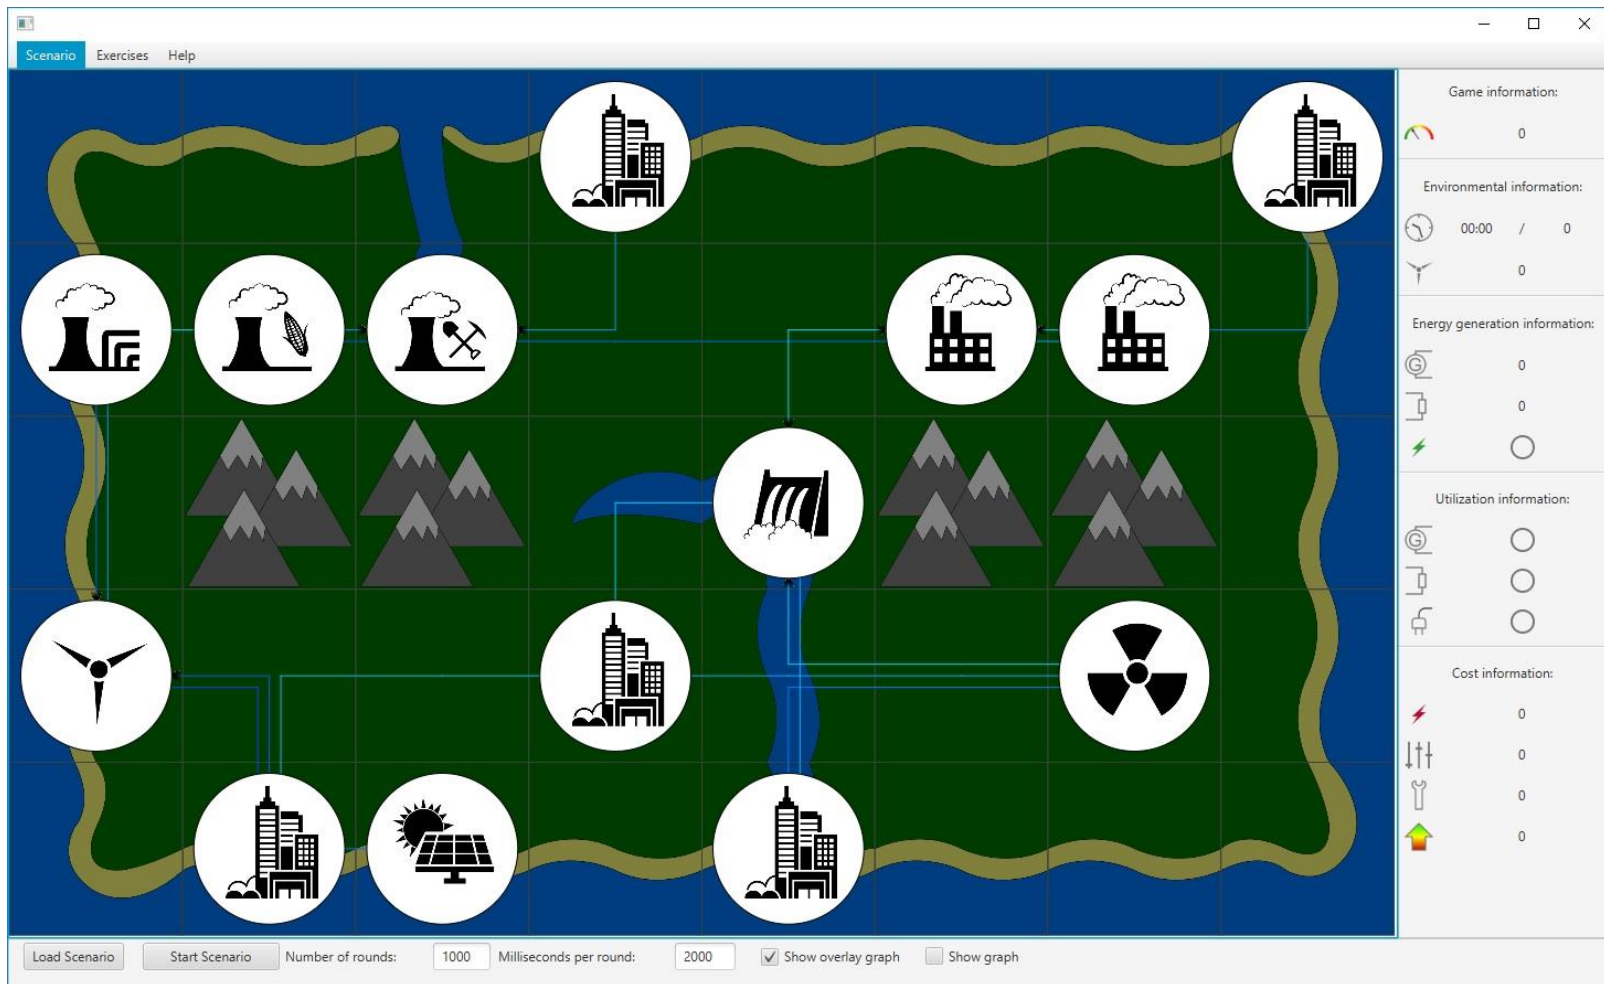 Scenario Exercises Help
Game information:
0
Environmental information:
00:00 / 0
0
Energy generation information:
G 0
0
Utilization information:
G
Cost information:
0
0
0
0
Load Scenario Start Scenario Number of rounds: 1000 Milliseconds per round: 2000 Show overlay graph Show graph